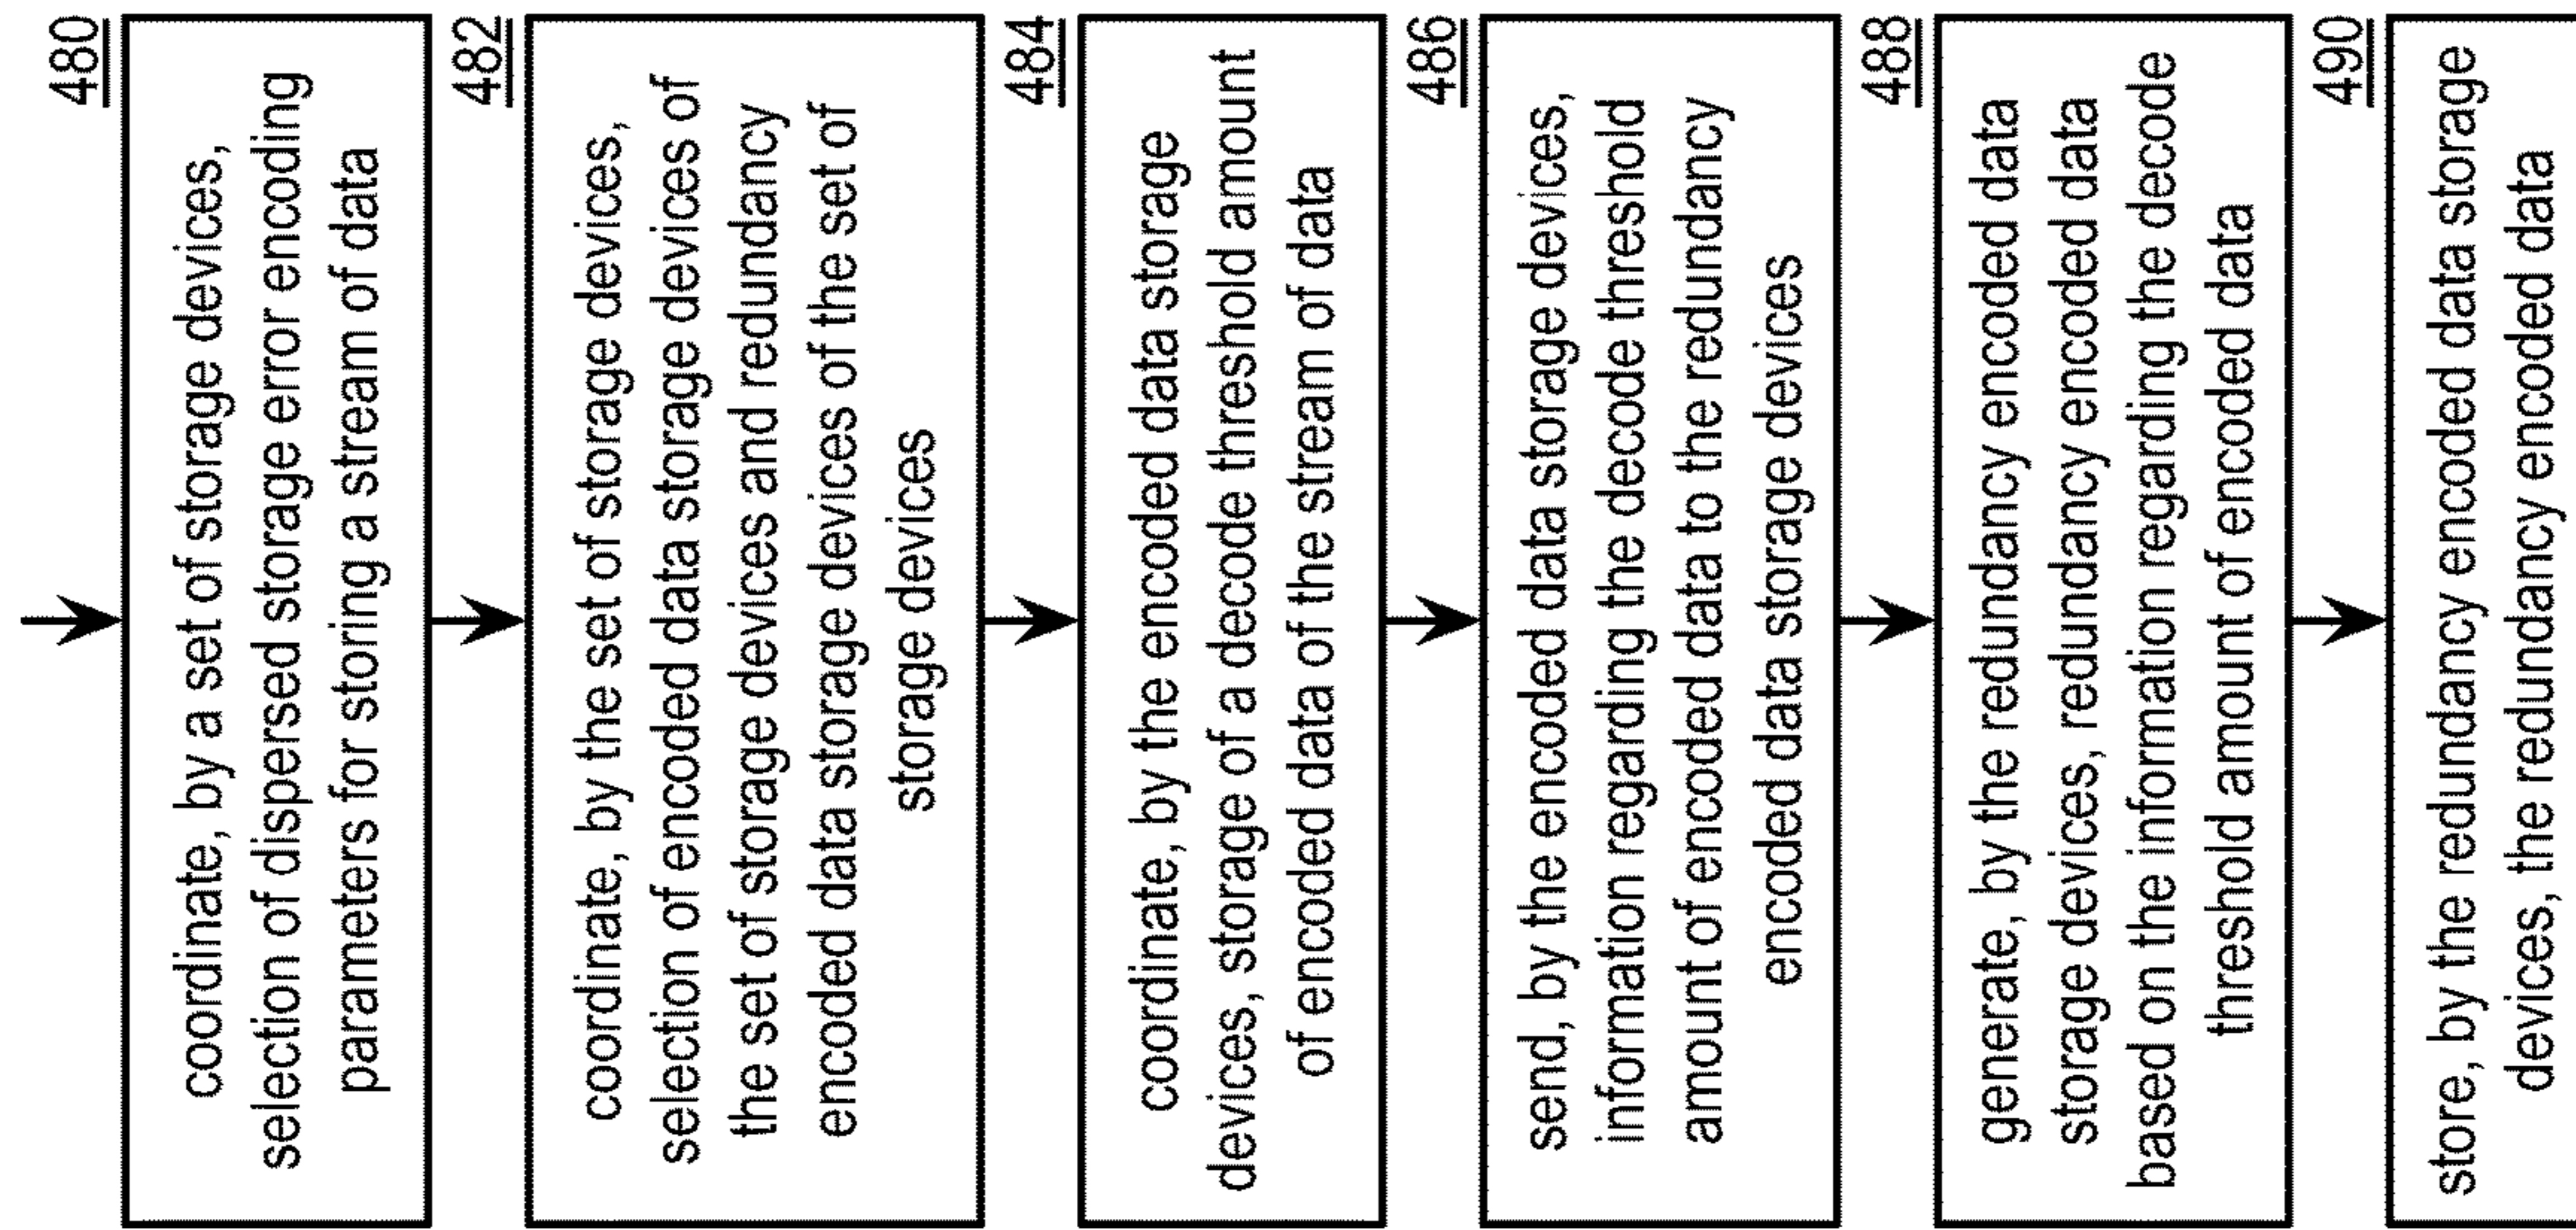 480
coordinate, by a set of storage devices,
selection of dispersed storage error encoding
parameters for storing a stream of data
482
coordinate, by the set of storage devices,
selection of encoded data storage devices of
the set of storage devices and redundancy
encoded data storage devices of the set of
storage devices
484
coordinate, by the encoded data storage
devices, storage of a decode threshold amount
of encoded data of the stream of data
486
send, by the encoded data storage devices,
information regarding the decode threshold
amount of encoded data to the redundancy
encoded data storage devices
488
generate, by the redundancy encoded data
storage devices, redundancy encoded data
based on the information regarding the decode
threshold amount of encoded data
490
store, by the redundancy encoded data storage
devices, the redundancy encoded data